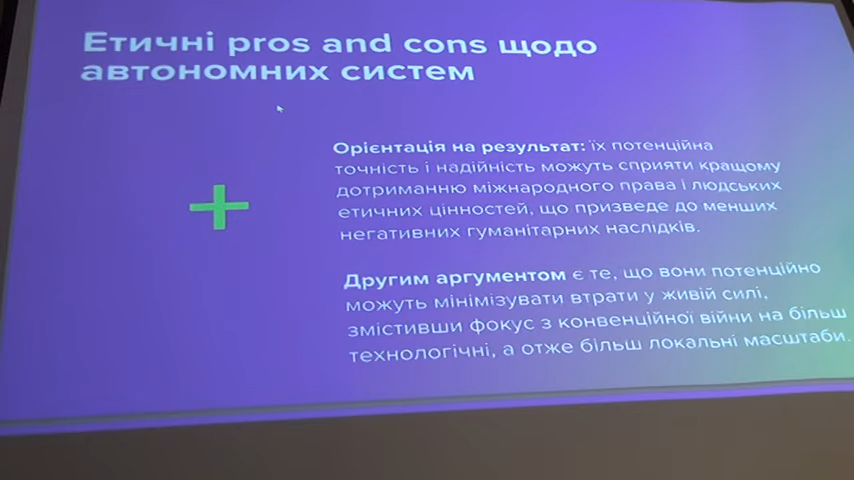 Етичні pros and cons щодо
автономних систем
Орієнтація на результат: їх потенційна
точність і надійність можуть сприяти кращому
дотриманню міжнародного права і людських
етичних цінностей, що призведе до менших
негативних гуманітарних наслідків.
Другим аргументом є те, що вони потенційно
можуть мінімізувати втрати у живій силі,
змістивши фокус з конвенційної війни на більш
технологічні, а отже більш локальні масштаби.